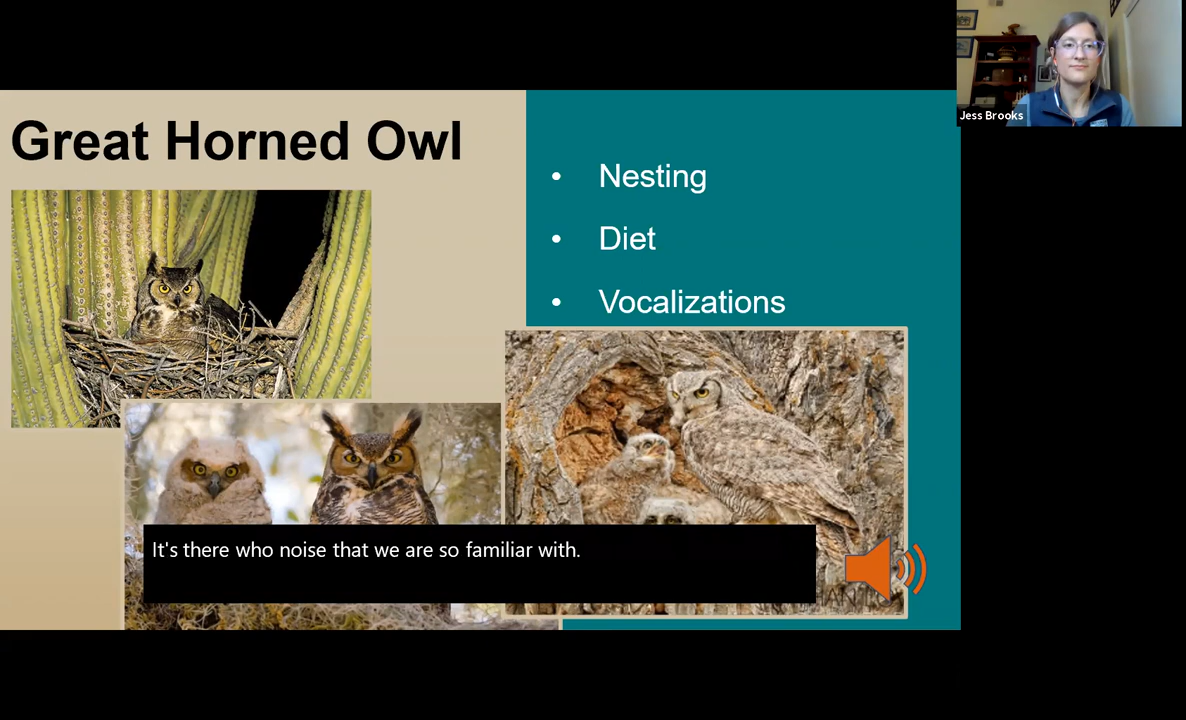 Great Horned Owl
Nesting
Diet
Vocalizations
It's there who noise that we are so familiar with.
Jess Brooks